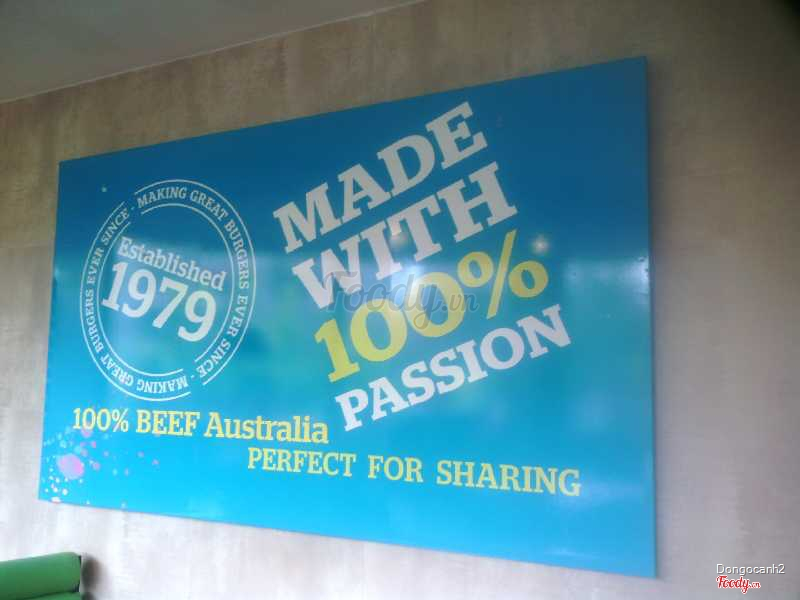 MAKING GREAT BURGERS EVER SINCE - MAKING GREAT BURGERS EVER SINCE -
Established
1979
MADE
WITH
100%
PASSION
100% BEEF Australia
PERFECT FOR SHARING
Foody.vn
Dongocanh2
Foody.vn